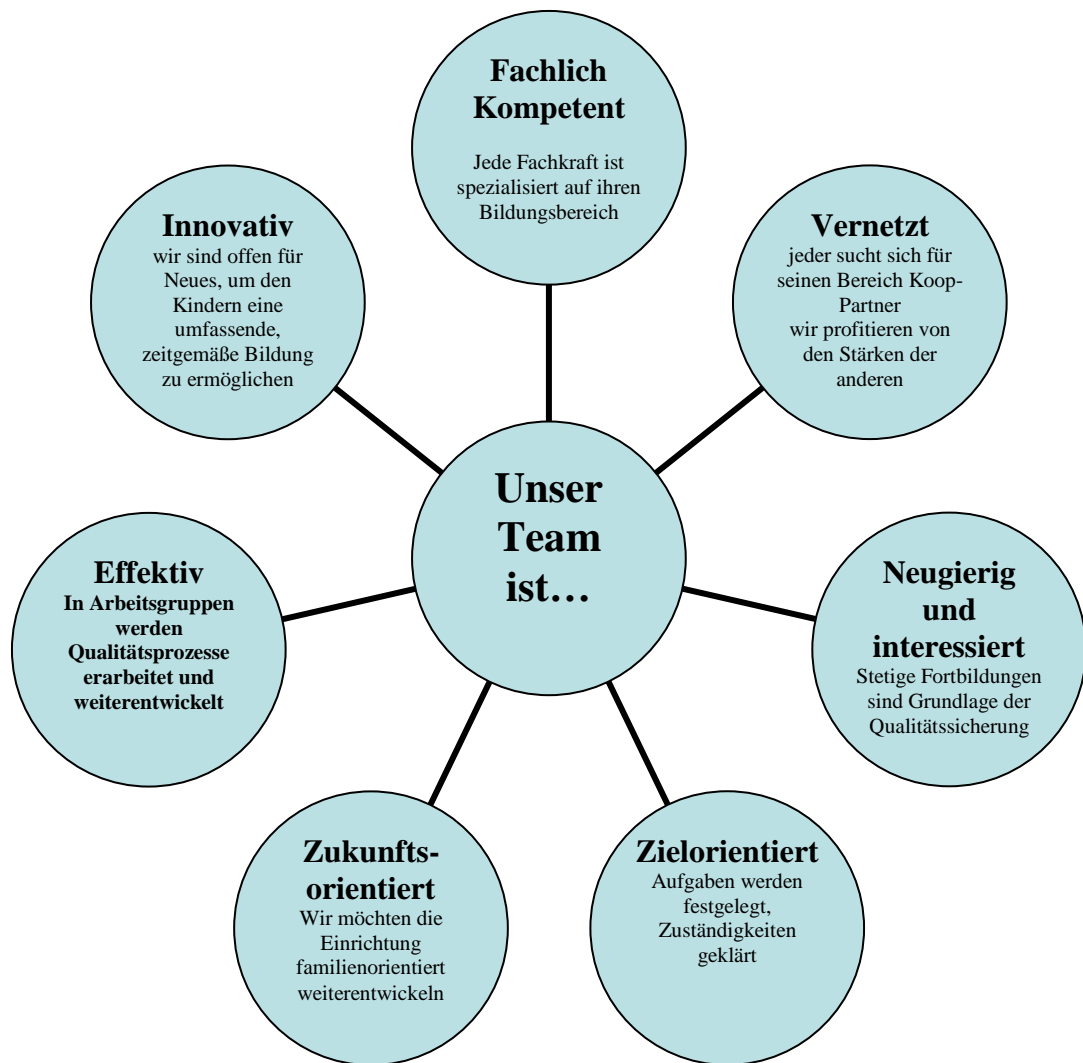 Fachlich
Kompetent
Jede Fachkraft ist
spezialisiert auf ihren
Bildungsbereich
Innovativ
wir sind offen für
Neues, um den
Kindern eine
umfassende,
zeitgemäße Bildung
zu ermöglichen
Vernetzt
jeder sucht sich für
seinen Bereich Koop-
Partner
wir profitieren von
den Stärken der
anderen
Unser
Team
ist…
Effektiv
In Arbeitsgruppen
werden
Qualitätsprozesse
erarbeitet und
weiterentwickelt
Neugierig
und
interessiert
Stetige Fortbildungen
sind Grundlage der
Qualitätssicherung
Zukunfts-
orientiert
Wir möchten die
Einrichtung
familienorientiert
weiterentwickeln
Zielorientiert
Aufgaben werden
festgelegt,
Zuständigkeiten
geklärt